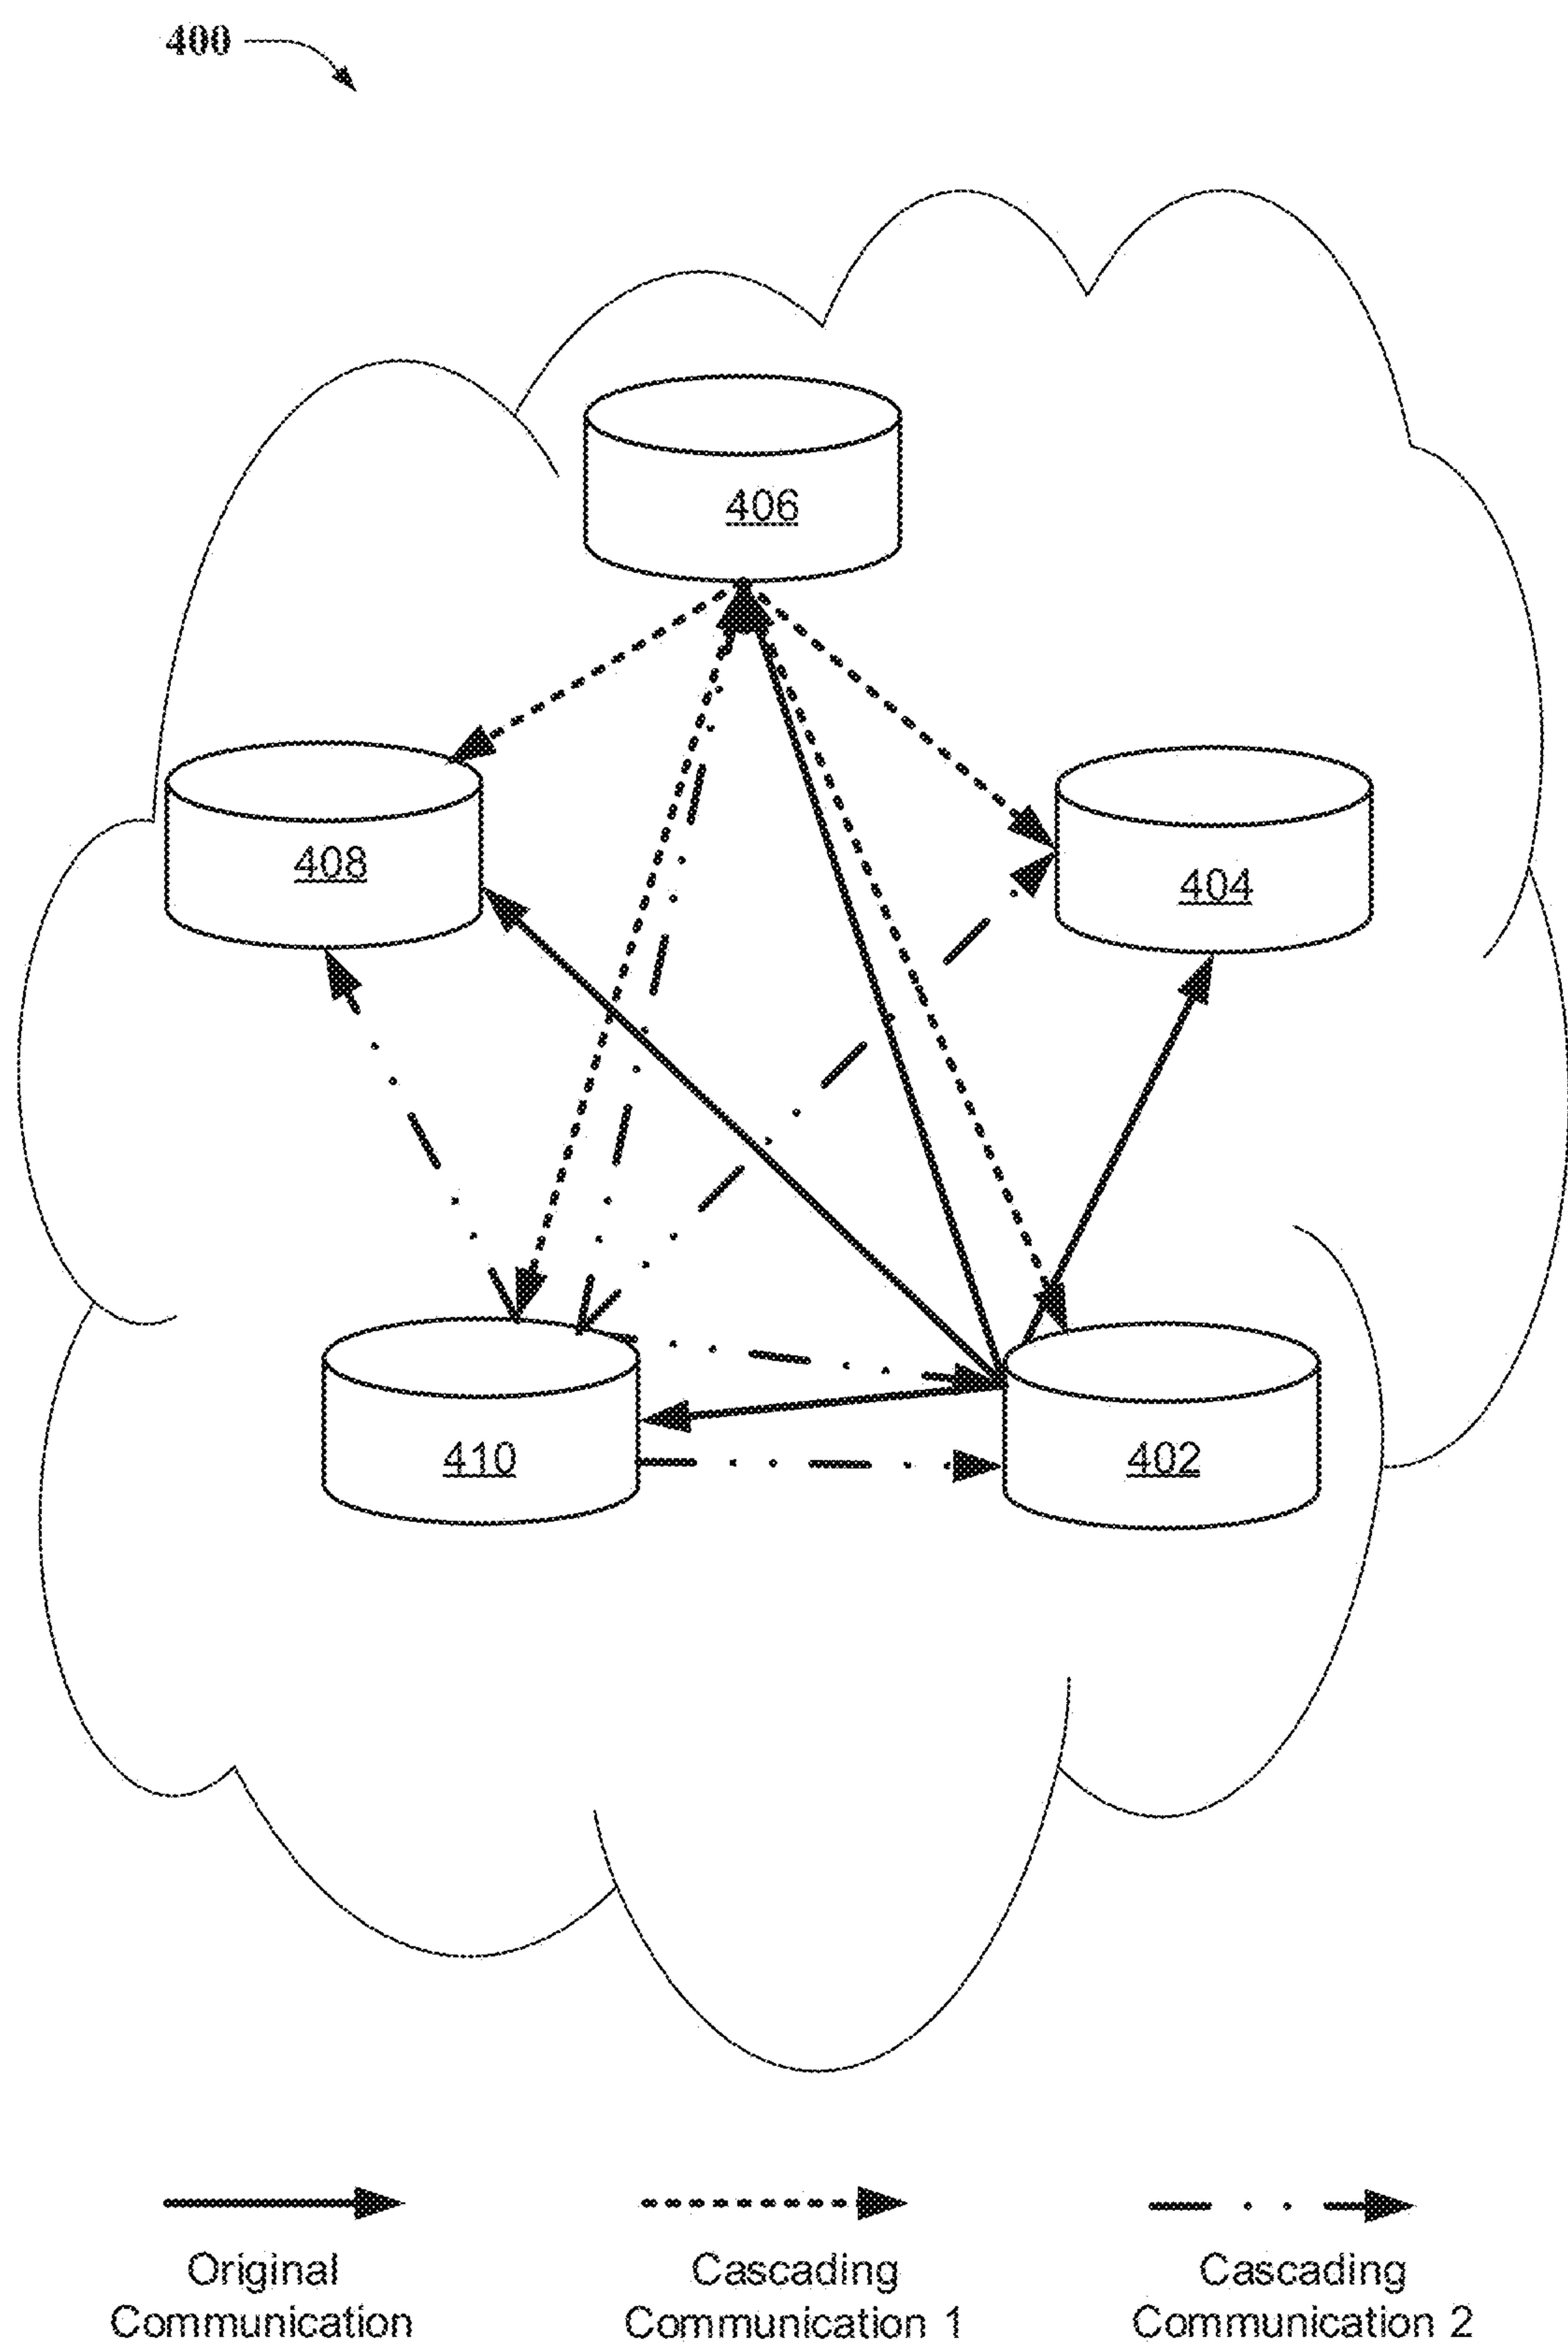 400
406
408
404
410
402
Original
Communication
Cascading
Communication 1
Cascading
Communication 2